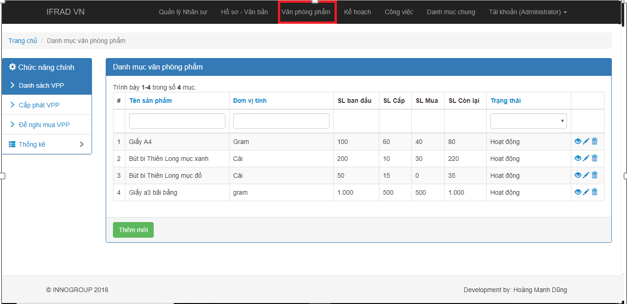 IFRAD VN Quản lý Nhân sự Hồ sơ - Văn bản Văn phòng phẩm Kế hoạch Công việc Danh mục chung Tài khoản (Administrator)
Trang chủ / Danh mục văn phòng phẩm
Chức năng chính
Danh sách VPP
Cấp phát VPP
Đề nghị mua VPP
Thống kê
Danh mục văn phòng phẩm
Trình bày 1-4 trong số 4 mục.
# Tên sản phẩm Đơn vị tính SL ban đầu SL Cấp SL Mua SL Còn lại Trạng thái
1 Giấy A4 Gram 100 60 40 80 Hoạt động
2 Bút bi Thiên Long mực xanh Cái 200 10 30 220 Hoạt động
3 Bút bi Thiên Long mực đỏ Cái 50 15 0 35 Hoạt động
4 Giấy a3 bãi bằng gram 1.000 500 500 1.000 Hoạt động
Thêm mới
© INNOGROUP 2018 Development by: Hoàng Mạnh Dũng